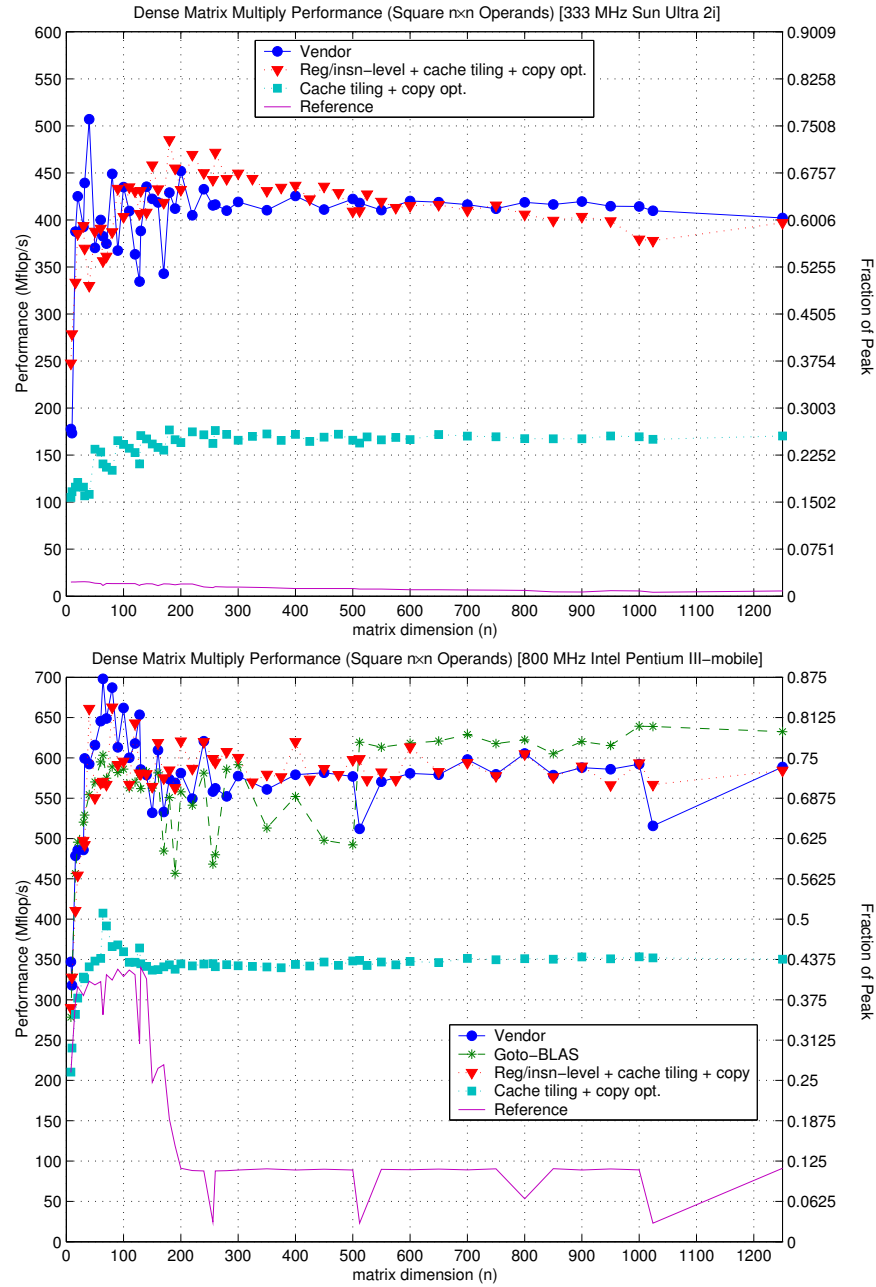 Dense Matrix Multiply Performance (Square n×n Operands) [333 MHz Sun Ultra 2i]
600
550
500
450
400
350
300
250
200
150
100
50
0
Performance (Mflop/s)
Vendor
Reg/insn−level + cache tiling + copy opt.
Cache tiling + copy opt.
Reference
0.9009
0.8258
0.7508
0.6757
0.6006
0.5255
0.4505
0.3754
0.3003
0.2252
0.1502
0.0751
0
Fraction of Peak
0 100 200 300 400 500 600 700 800 900 1000 1100 1200
matrix dimension (n)
Dense Matrix Multiply Performance (Square n×n Operands) [800 MHz Intel Pentium III−mobile]
700
650
600
550
500
450
400
350
300
250
200
150
100
50
0
Performance (Mflop/s)
Vendor
Goto−BLAS
Reg/insn−level + cache tiling + copy
Cache tiling + copy opt.
Reference
0.875
0.8125
0.75
0.6875
0.625
0.5625
0.5
0.4375
0.375
0.3125
0.25
0.1875
0.125
0.0625
0
Fraction of Peak
0 100 200 300 400 500 600 700 800 900 1000 1100 1200
matrix dimension (n)